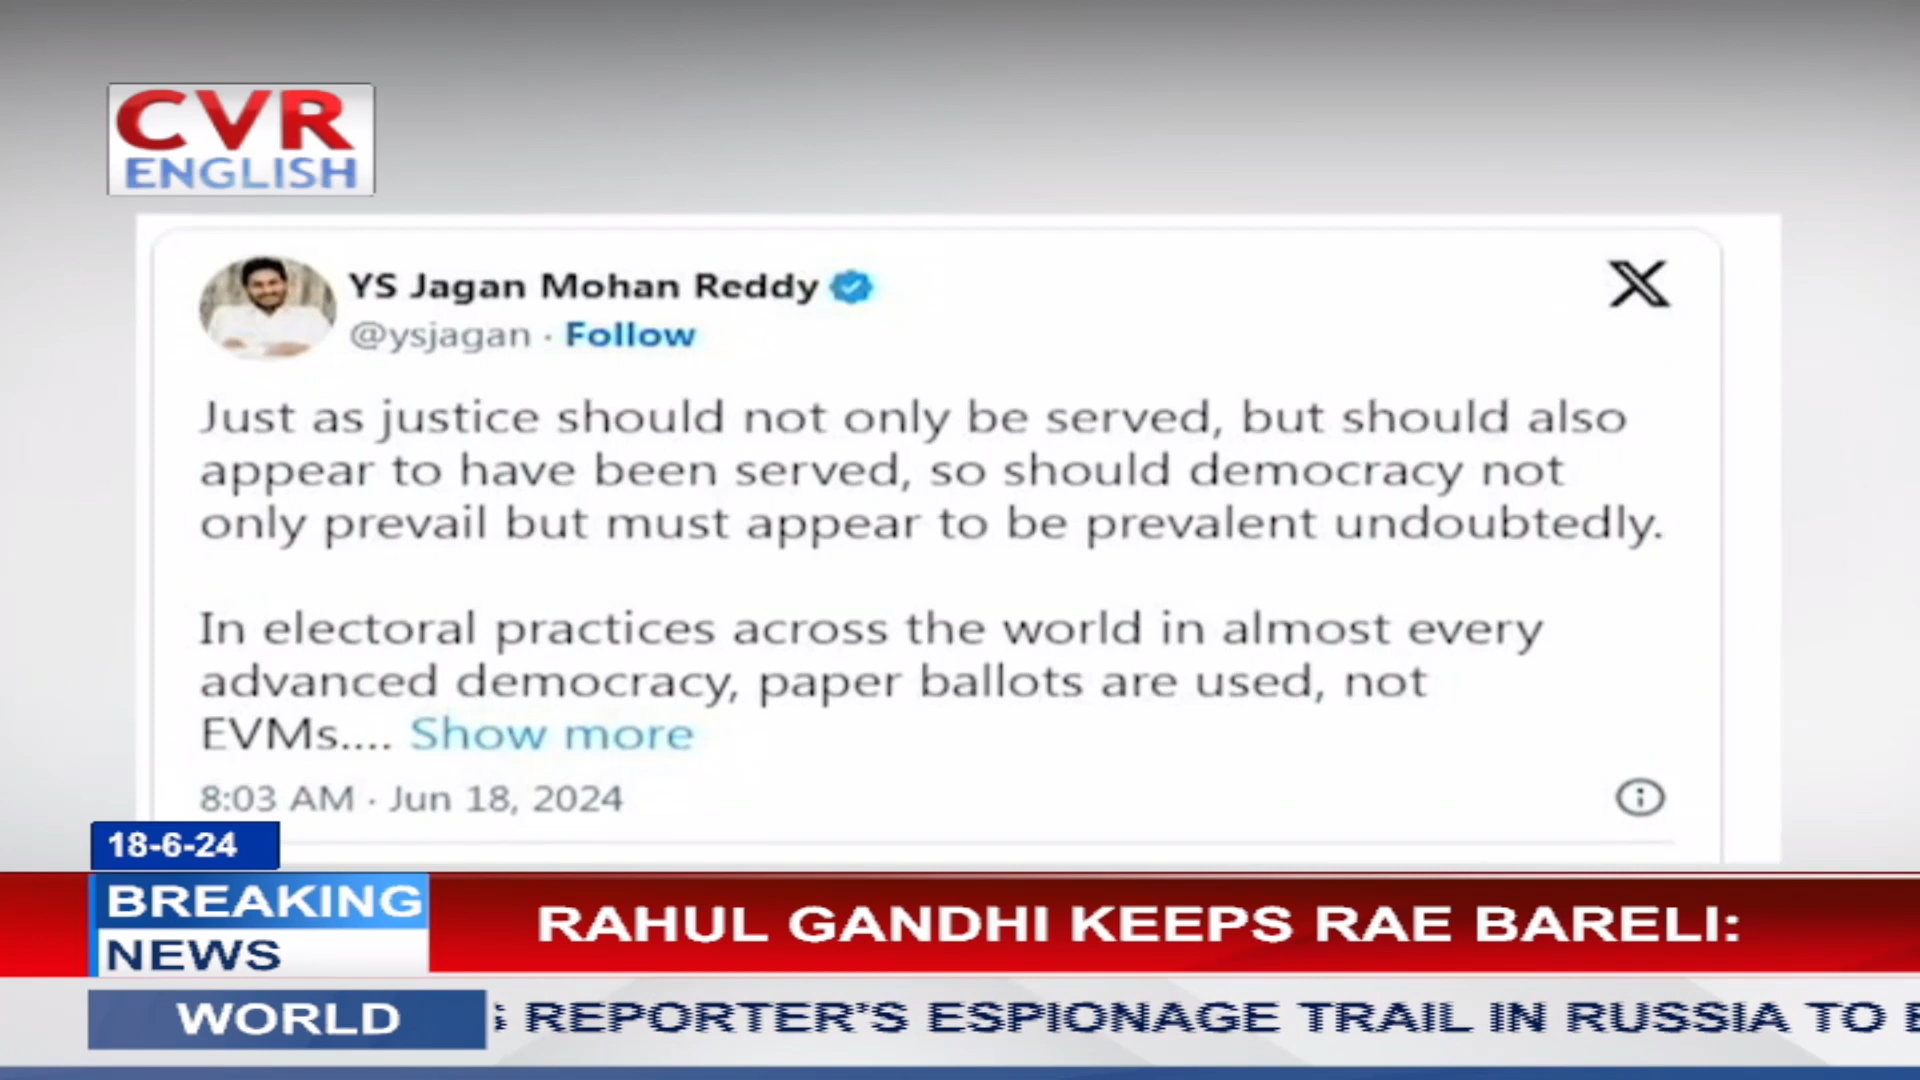 CVR
ENGLISH
YS Jagan Mohan Reddy
@ysjagan · Follow
Just as justice should not only be served, but should also
appear to have been served, so should democracy not
only prevail but must appear to be prevalent undoubtedly.
In electoral practices across the world in almost every
advanced democracy, paper ballots are used, not
EVMs.... Show more
8:03 AM · Jun 18, 2024
18-6-24
BREAKING
NEWS
RAHUL GANDHI KEEPS RAE BARELI:
WORLD
REPORTER'S ESPIONAGE TRAIL IN RUSSIA TO